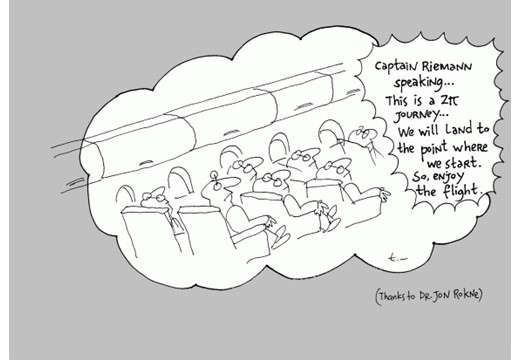 Captain Riemann
speaking...
This is a 2π
journey...
We will land to
the point where
we start.
So, enjoy
the flight.
t.—
(Thanks to Dr. Jon Rokne)